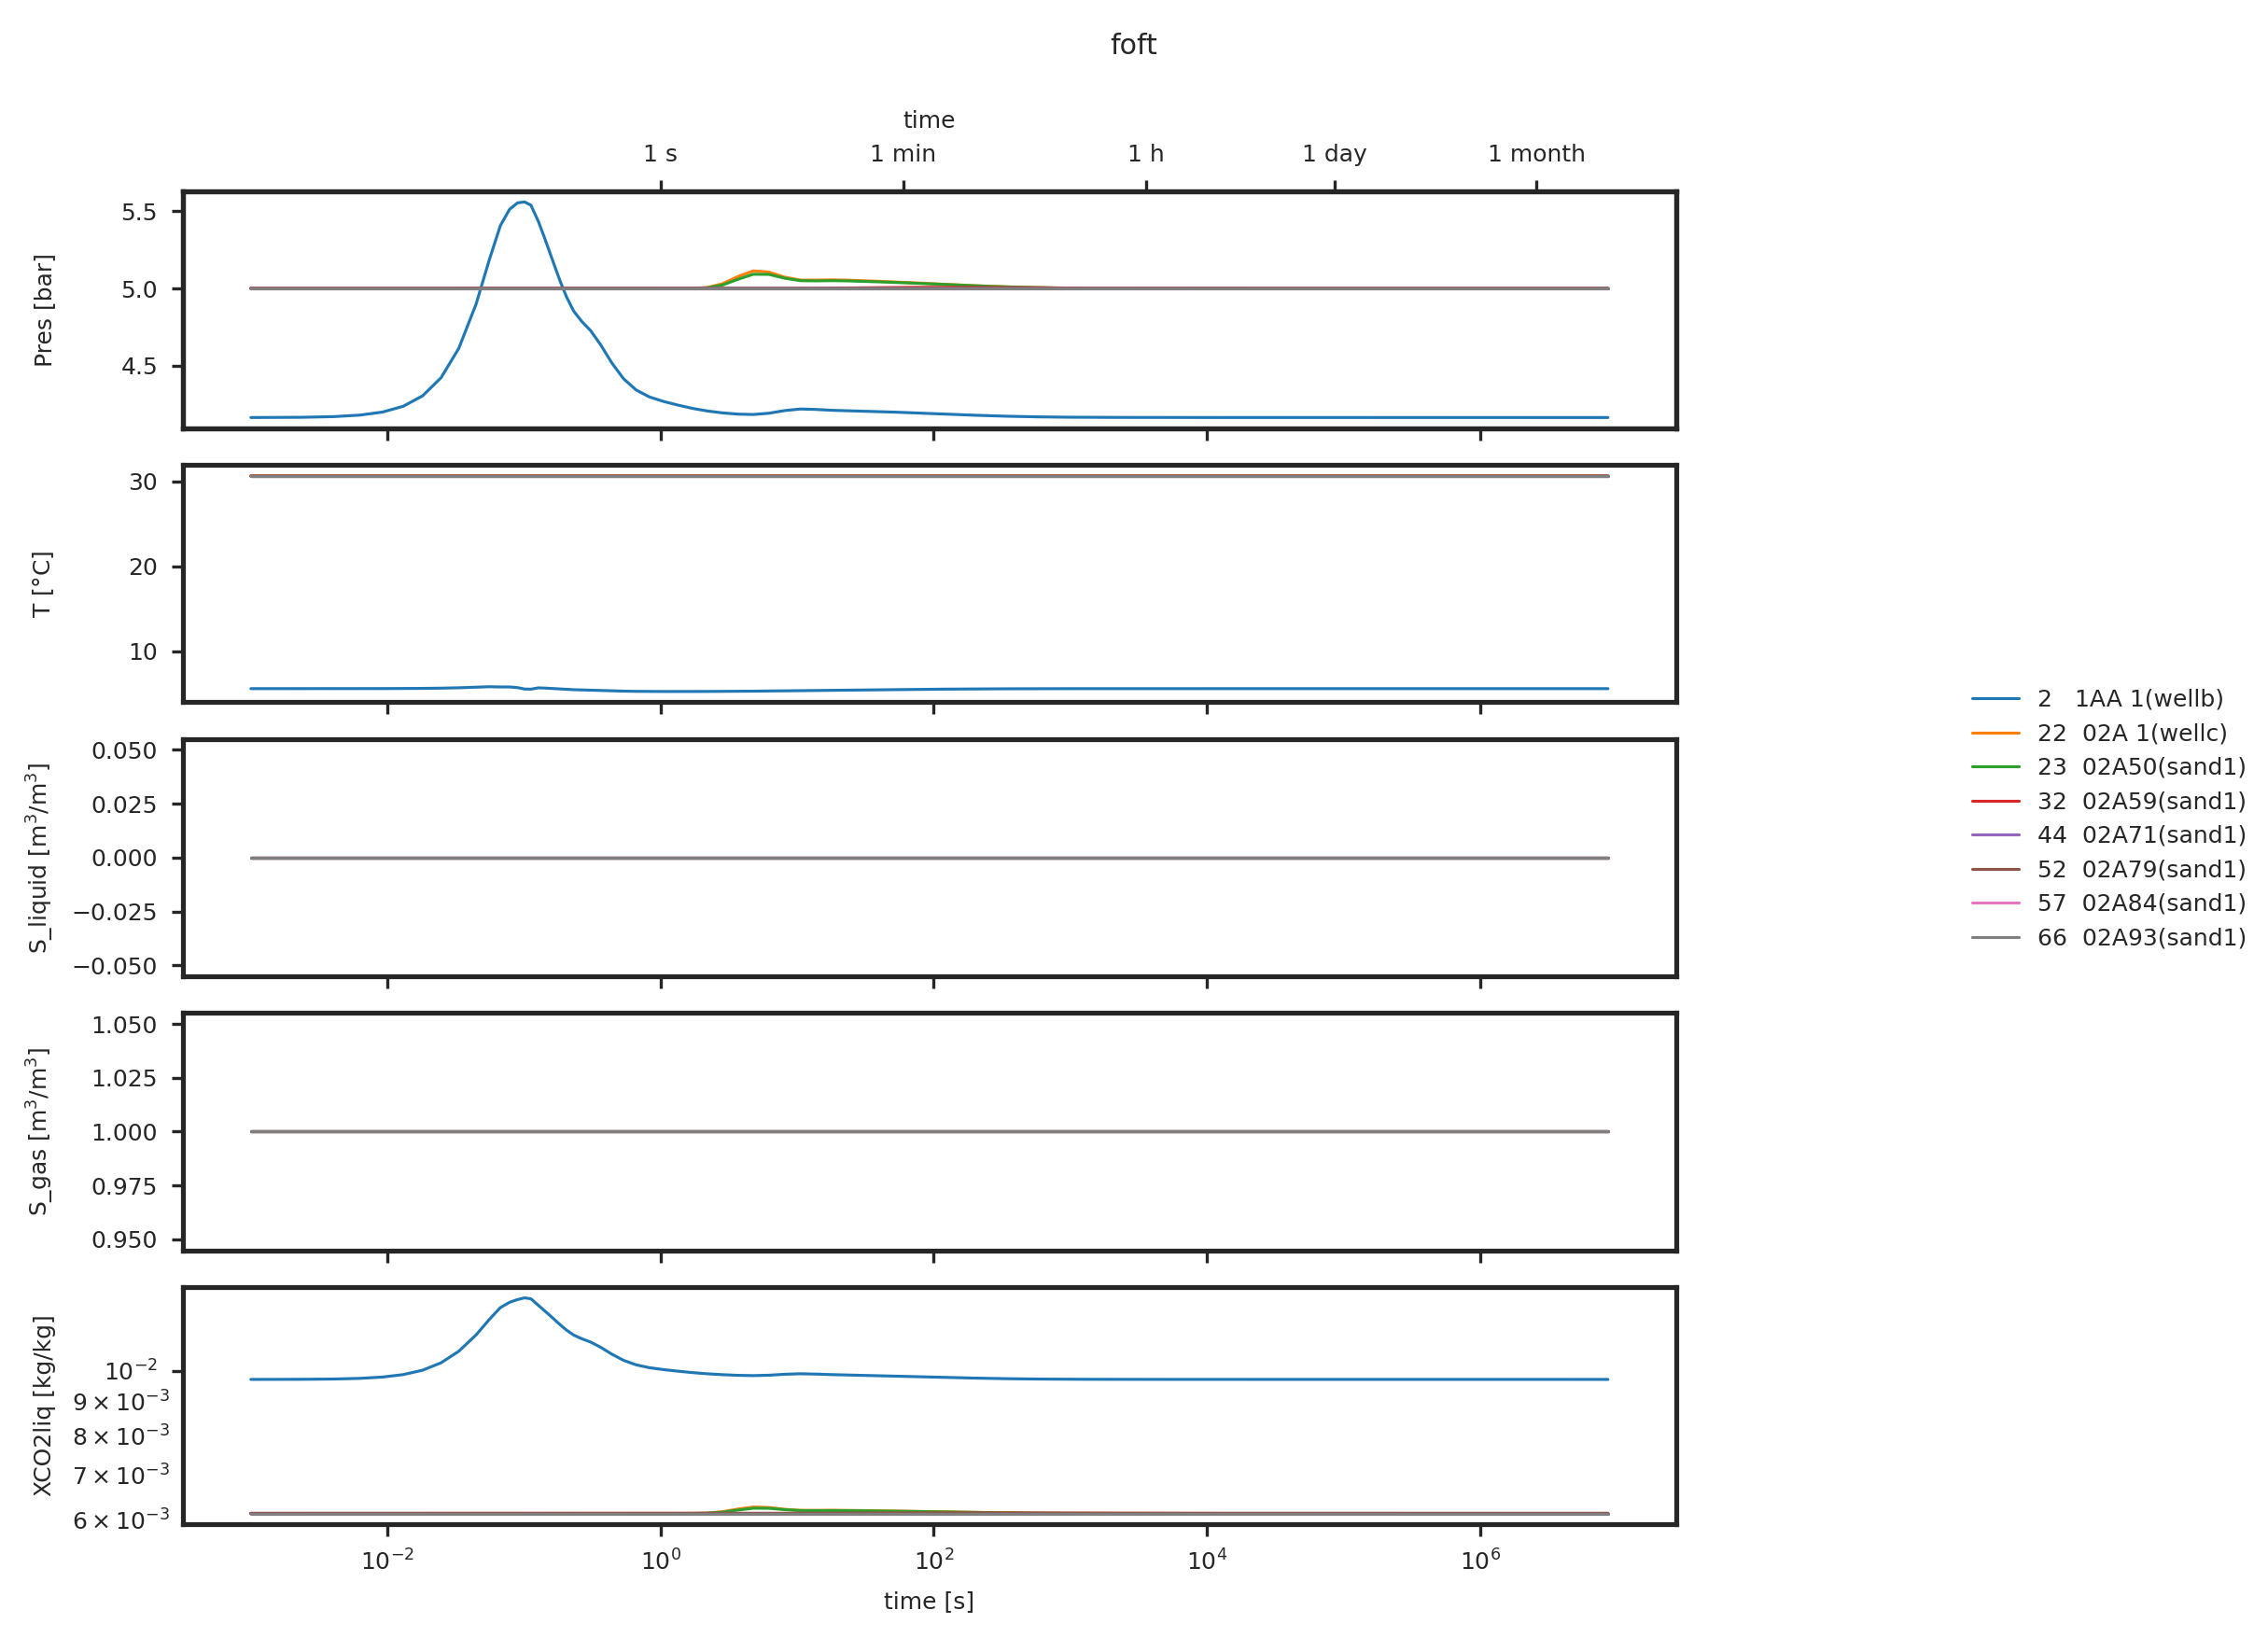 foft
time
1 s 1 min 1 h 1 day 1 month
Pres [bar]
5.5
5.0
4.5
T [°C]
30
20
10
S_liquid [m³/m³]
0.050
0.025
0.000
−0.025
−0.050
S_gas [m³/m³]
1.050
1.025
1.000
0.975
0.950
XCO2liq [kg/kg]
10⁻²
9×10⁻³
8×10⁻³
7×10⁻³
6×10⁻³
10⁻² 10⁰ 10² 10⁴ 10⁶
time [s]
2 1AA 1(wellb)
22 02A 1(wellc)
23 02A50(sand1)
32 02A59(sand1)
44 02A71(sand1)
52 02A79(sand1)
57 02A84(sand1)
66 02A93(sand1)